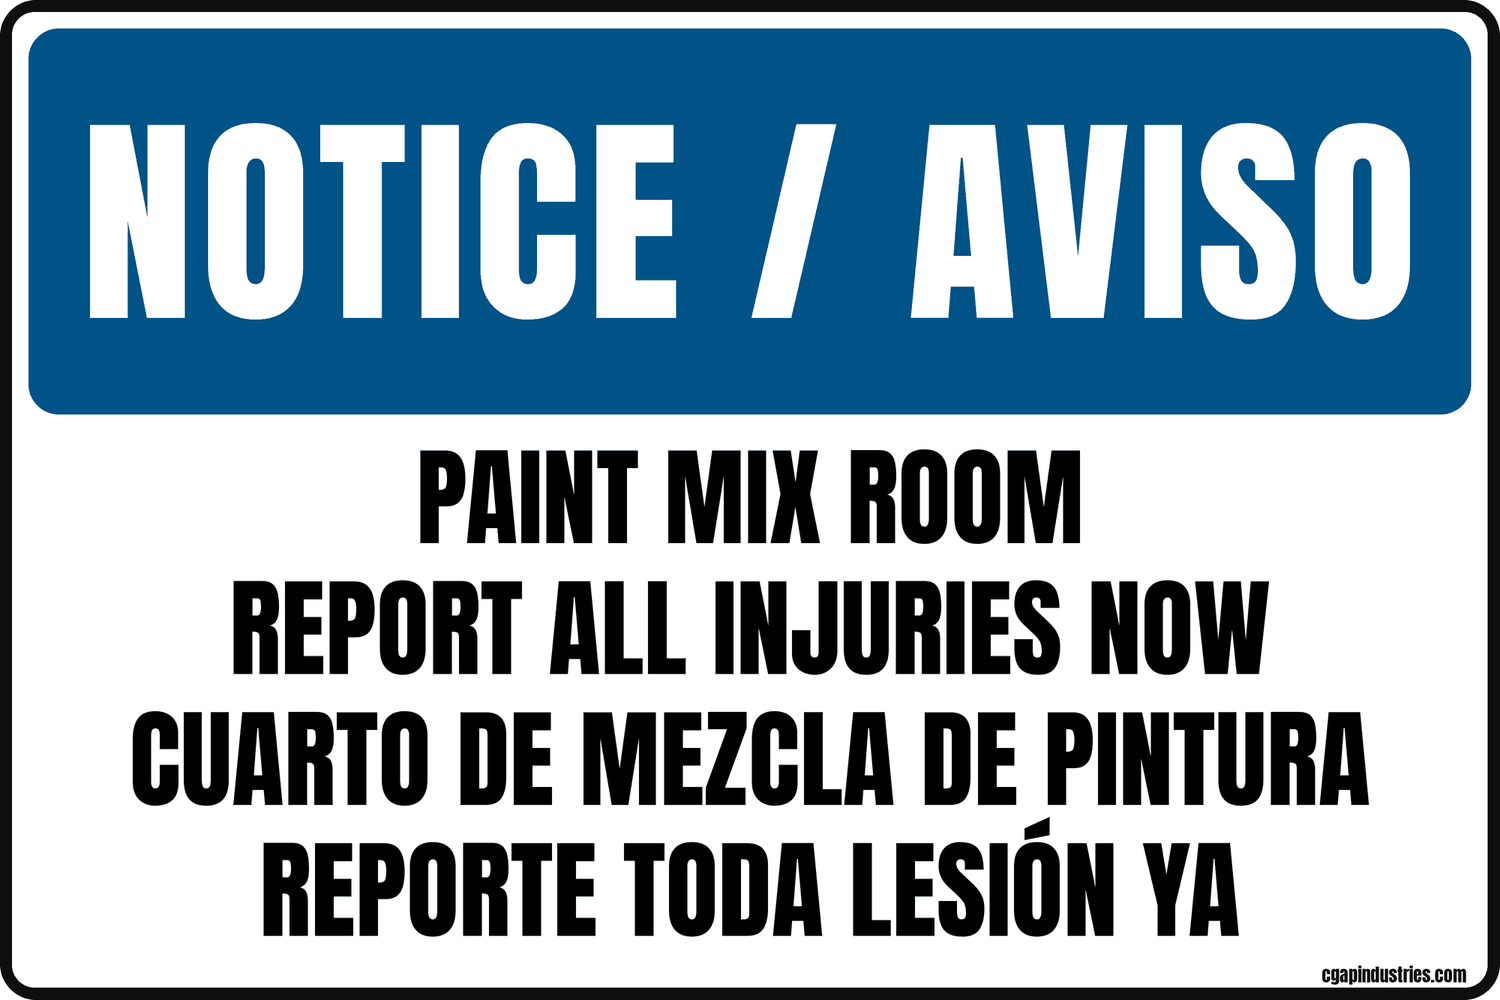 NOTICE / AVISO
PAINT MIX ROOM
REPORT ALL INJURIES NOW
CUARTO DE MEZCLA DE PINTURA
REPORTE TODA LESIÓN YA
cgapindustries.com